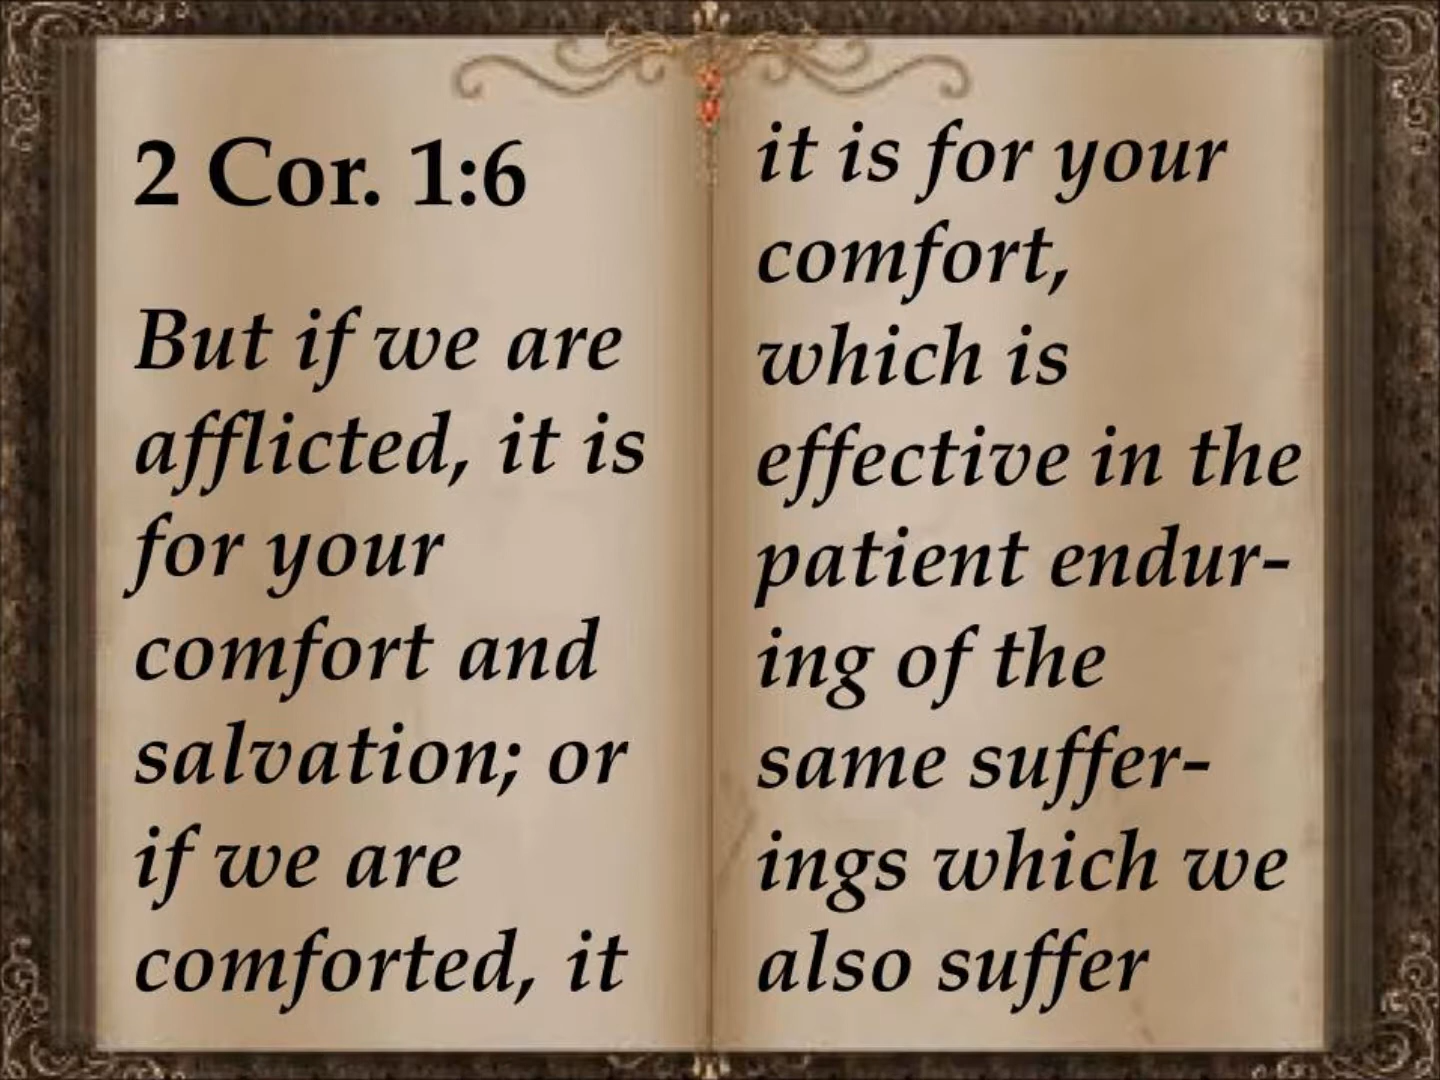 2 Cor. 1:6
But if we are
afflicted, it is
for your
comfort and
salvation; or
if we are
comforted, it
it is for your
comfort,
which is
effective in the
patient endur-
ing of the
same suffer-
ings which we
also suffer